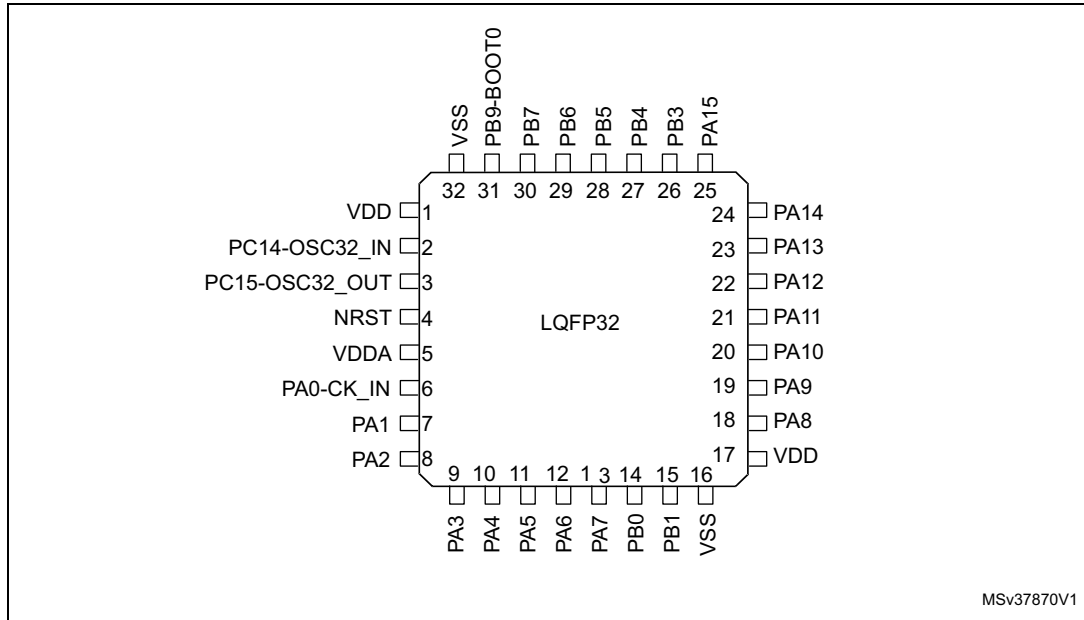 VSS
PB9-BOOT0
PB7
PB6
PB5
PB4
PB3
PA15
32 31 30 29 28 27 26 25
VDD 1
PC14-OSC32_IN 2
PC15-OSC32_OUT 3
NRST 4
VDDA 5
PA0-CK_IN 6
PA1 7
PA2 8
LQFP32
24 PA14
23 PA13
22 PA12
21 PA11
20 PA10
19 PA9
18 PA8
17 VDD
9 10 11 12 1 3 14 15 16
PA3
PA4
PA5
PA6
PA7
PB0
PB1
VSS
MSv37870V1